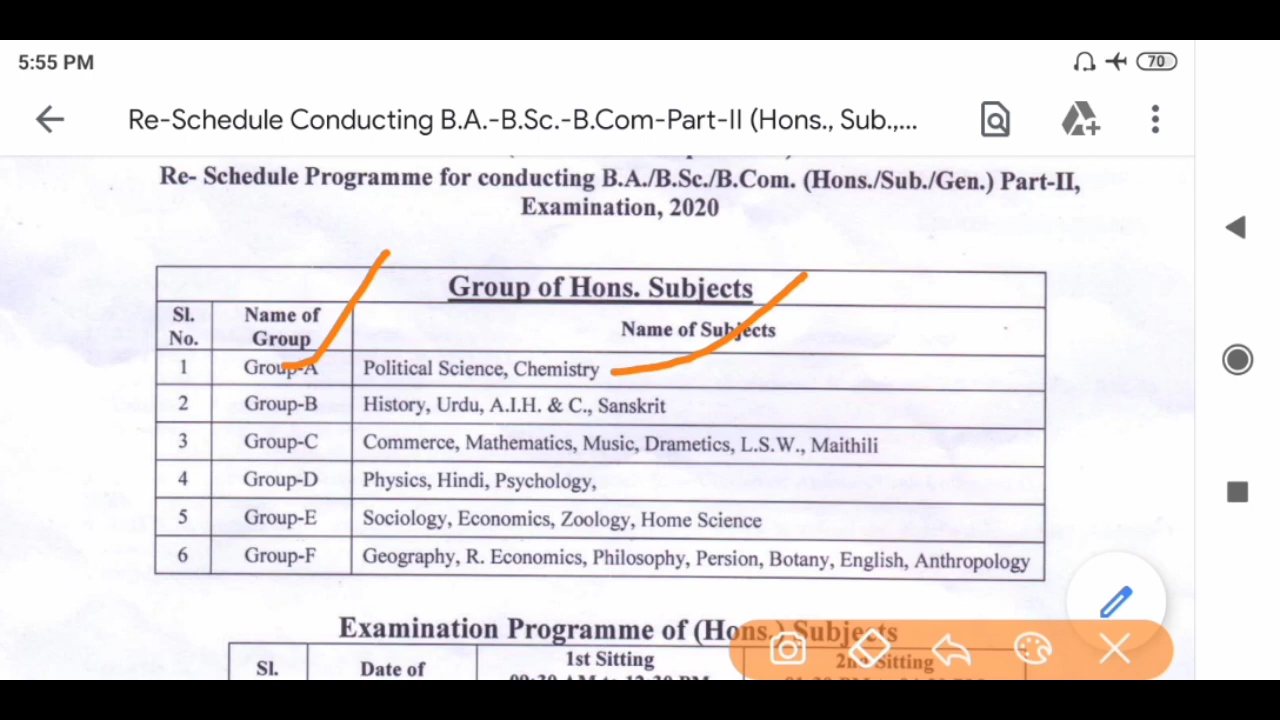 5:55 PM
70
Re-Schedule Conducting B.A.-B.Sc.-B.Com-Part-II (Hons., Sub.,...
Re- Schedule Programme for conducting B.A./B.Sc./B.Com. (Hons./Sub./Gen.) Part-II,
Examination, 2020
Group of Hons. Subjects
Sl. No. Name of Group Name of Subjects
1 Group-A Political Science, Chemistry
2 Group-B History, Urdu, A.I.H. & C., Sanskrit
3 Group-C Commerce, Mathematics, Music, Drametics, L.S.W., Maithili
4 Group-D Physics, Hindi, Psychology,
5 Group-E Sociology, Economics, Zoology, Home Science
6 Group-F Geography, R. Economics, Philosophy, Persion, Botany, English, Anthropology
Examination Programme of (Hons.) Subjects
Sl. Date of 1st Sitting 2nd Sitting